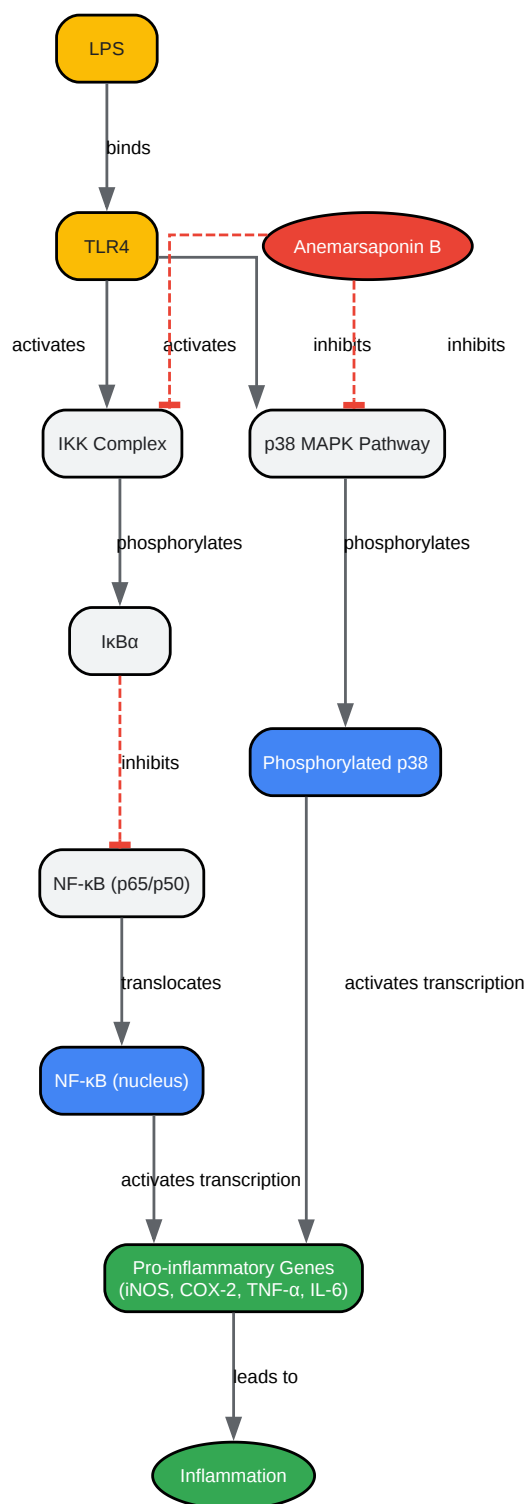 LPS
binds
TLR4
Anemarsaponin B
activates
activates
inhibits
inhibits
IKK Complex
p38 MAPK Pathway
phosphorylates
phosphorylates
IκBα
inhibits
Phosphorylated p38
NF-κB (p65/p50)
translocates
activates transcription
NF-κB (nucleus)
activates transcription
Pro-inflammatory Genes
(iNOS, COX-2, TNF-α, IL-6)
leads to
Inflammation